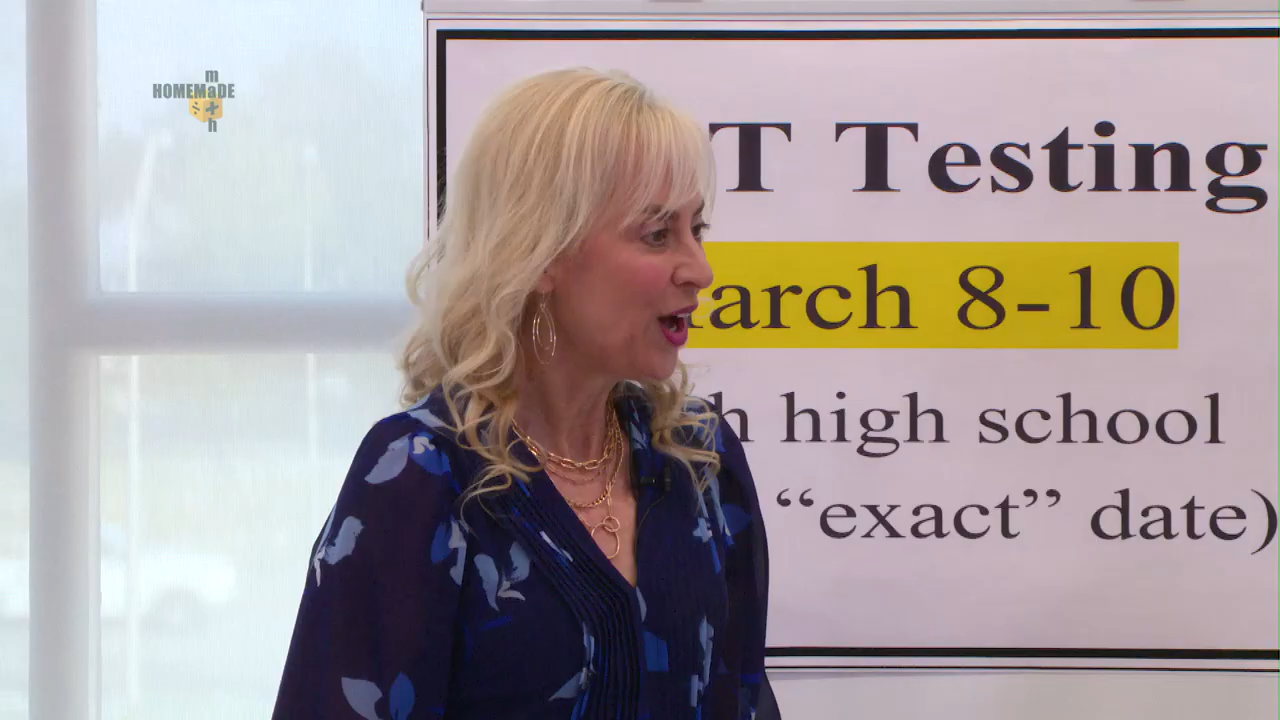 m
HOMEMaDE
h
T Testing
arch 8-10
h high school
“exact” date)